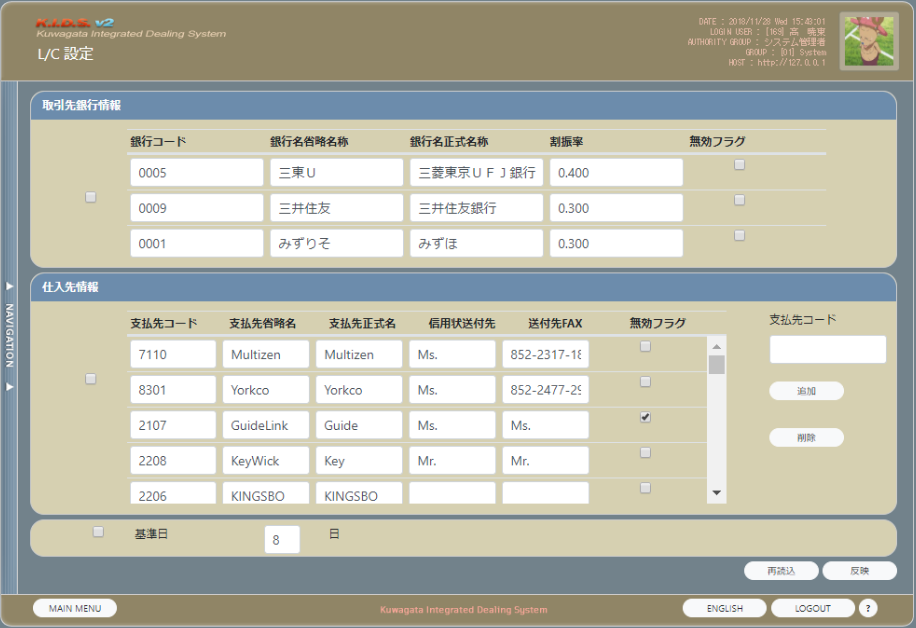 K.I.D.S. v2
Kuwagata Integrated Dealing System
L/C 設定
DATE : 2018/11/28 Wed 15:43:01
LOGIN USER : [169] 高 暁東
AUTHORITY GROUP : システム管理者
GROUP : [01] System
HOST : http://127.0.0.1
NAVIGATION
取引先銀行情報
銀行コード 銀行名省略名称 銀行名正式名称 割振率 無効フラグ
0005 三東U 三菱東京UFJ銀行 0.400
0009 三井住友 三井住友銀行 0.300
0001 みずりそ みずほ 0.300
仕入先情報
支払先コード 支払先省略名 支払先正式名 信用状送付先 送付先FAX 無効フラグ
7110 Multizen Multizen Ms. 852-2317-18
8301 Yorkco Yorkco Ms. 852-2477-29
2107 GuideLink Guide Ms. Ms.
2208 KeyWick Key Mr. Mr.
2206 KINGSBO KINGSBO
支払先コード
追加
削除
基準日 8 日
再読込 反映
MAIN MENU Kuwagata Integrated Dealing System ENGLISH LOGOUT ?